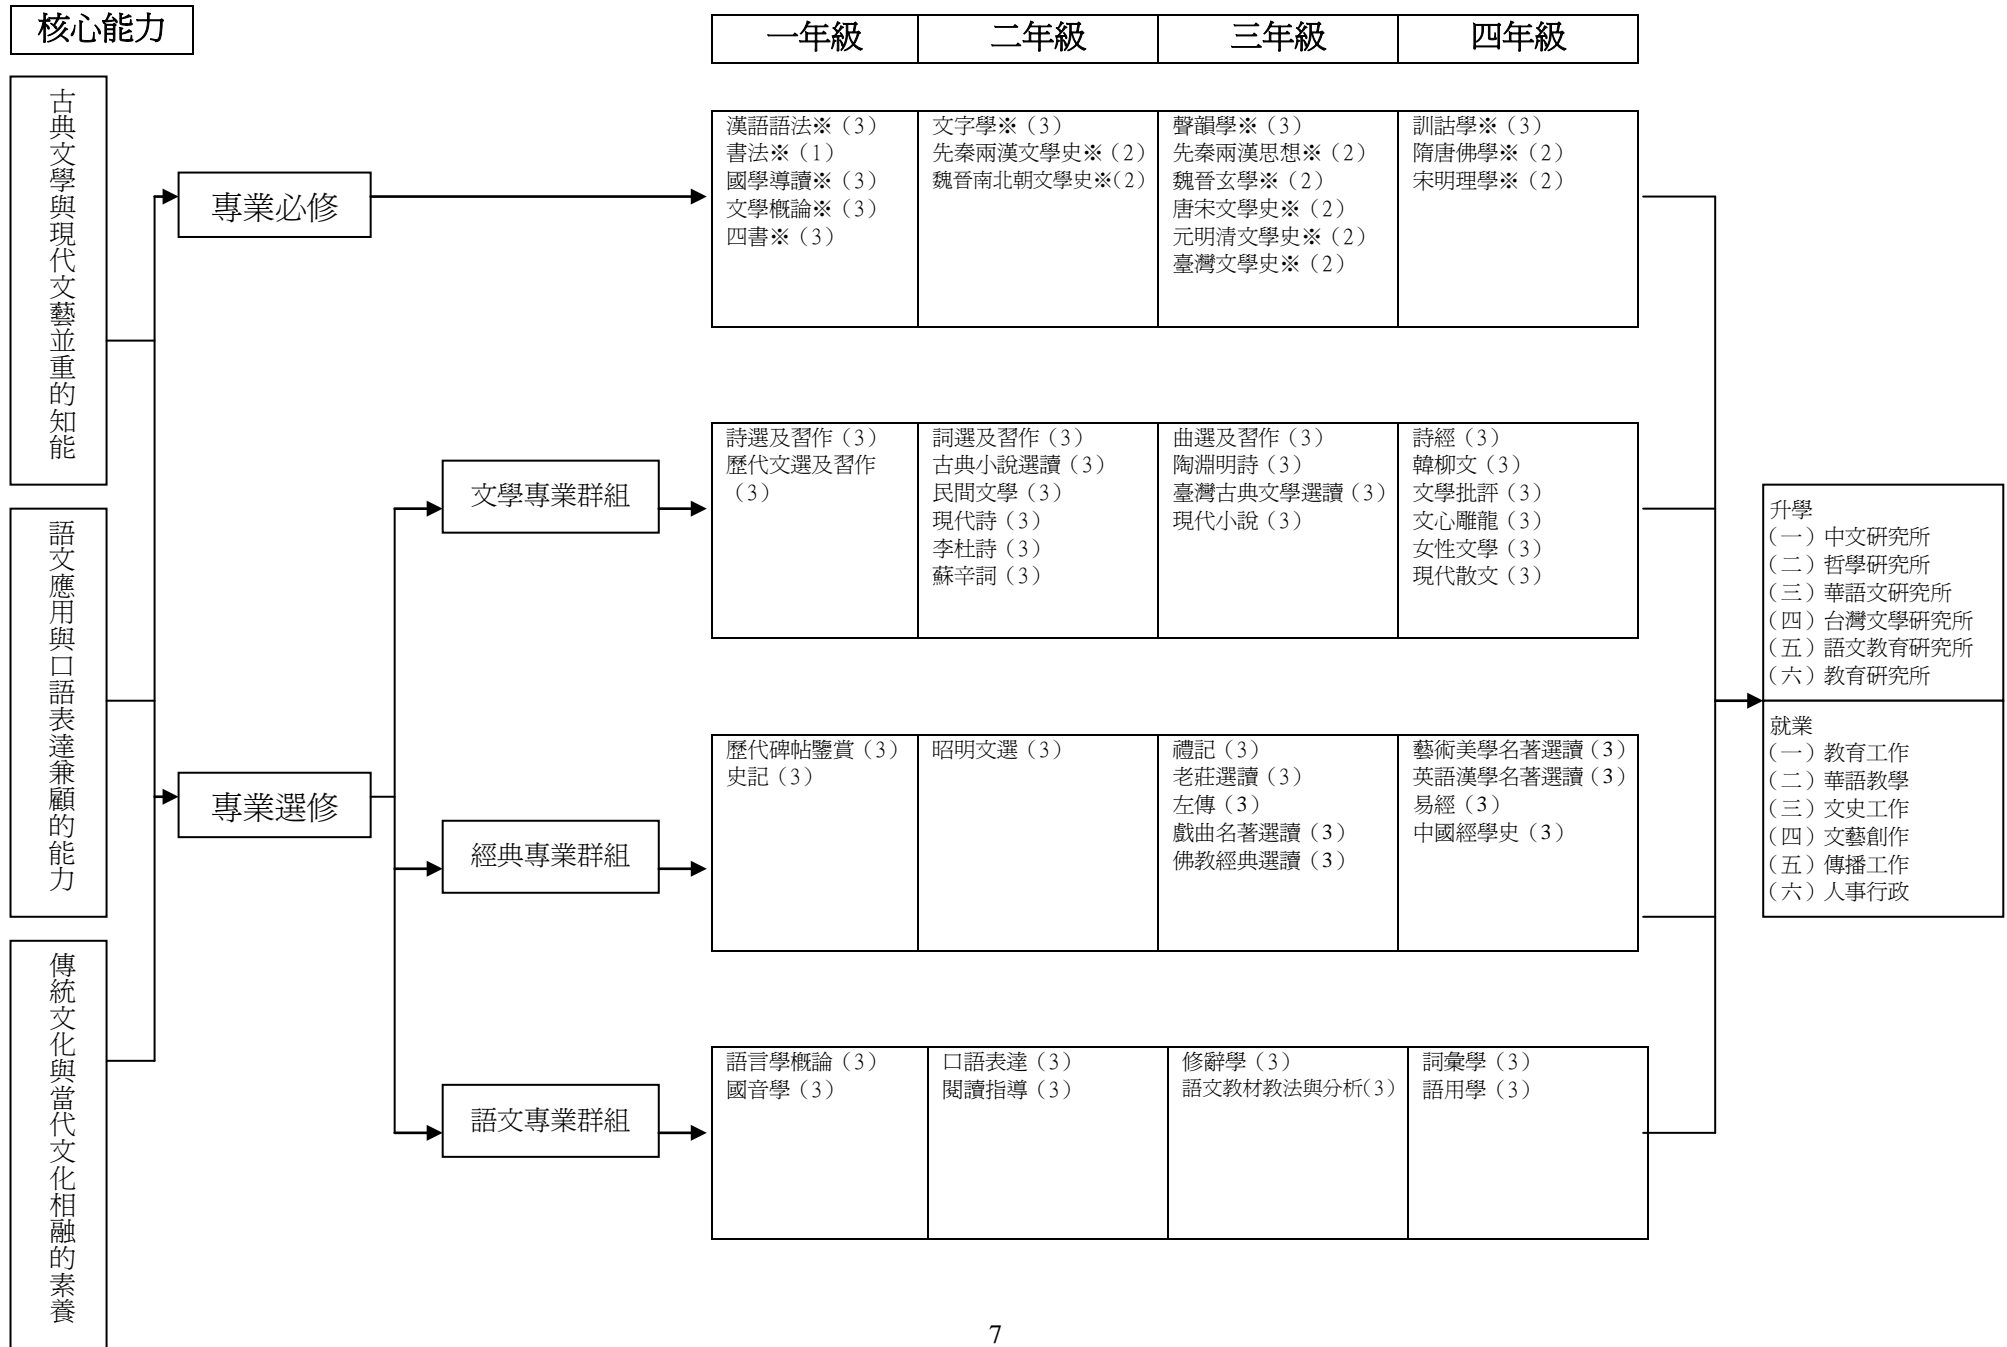 核心能力
一年級
二年級
三年級
四年級
古典文學與現代文藝並重的知能
語文應用與口語表達兼顧的能力
傳統文化與當代文化相融的素養
專業必修
漢語語法※（3）
書法※（1）
國學導讀※（3）
文學概論※（3）
四書※（3）
文字學※（3）
先秦兩漢文學史※（2）
魏晉南北朝文學史※(2)
聲韻學※（3）
先秦兩漢思想※（2）
魏晉玄學※（2）
唐宋文學史※（2）
元明清文學史※（2）
臺灣文學史※（2）
訓詁學※（3）
隋唐佛學※（2）
宋明理學※（2）
專業選修
文學專業群組
詩選及習作（3）
歷代文選及習作
（3）
詞選及習作（3）
古典小說選讀（3）
民間文學（3）
現代詩（3）
李杜詩（3）
蘇辛詞（3）
曲選及習作（3）
陶淵明詩（3）
臺灣古典文學選讀（3）
現代小說（3）
詩經（3）
韓柳文（3）
文學批評（3）
文心雕龍（3）
女性文學（3）
現代散文（3）
經典專業群組
歷代碑帖鑒賞（3）
史記（3）
昭明文選（3）
禮記（3）
老莊選讀（3）
左傳（3）
戲曲名著選讀（3）
佛教經典選讀（3）
藝術美學名著選讀（3）
英語漢學名著選讀（3）
易經（3）
中國經學史（3）
語文專業群組
語言學概論（3）
國音學（3）
口語表達（3）
閱讀指導（3）
修辭學（3）
語文教材教法與分析(3)
詞彙學（3）
語用學（3）
升學
（一）中文研究所
（二）哲學研究所
（三）華語文研究所
（四）台灣文學研究所
（五）語文教育研究所
（六）教育研究所
就業
（一）教育工作
（二）華語教學
（三）文史工作
（四）文藝創作
（五）傳播工作
（六）人事行政
7